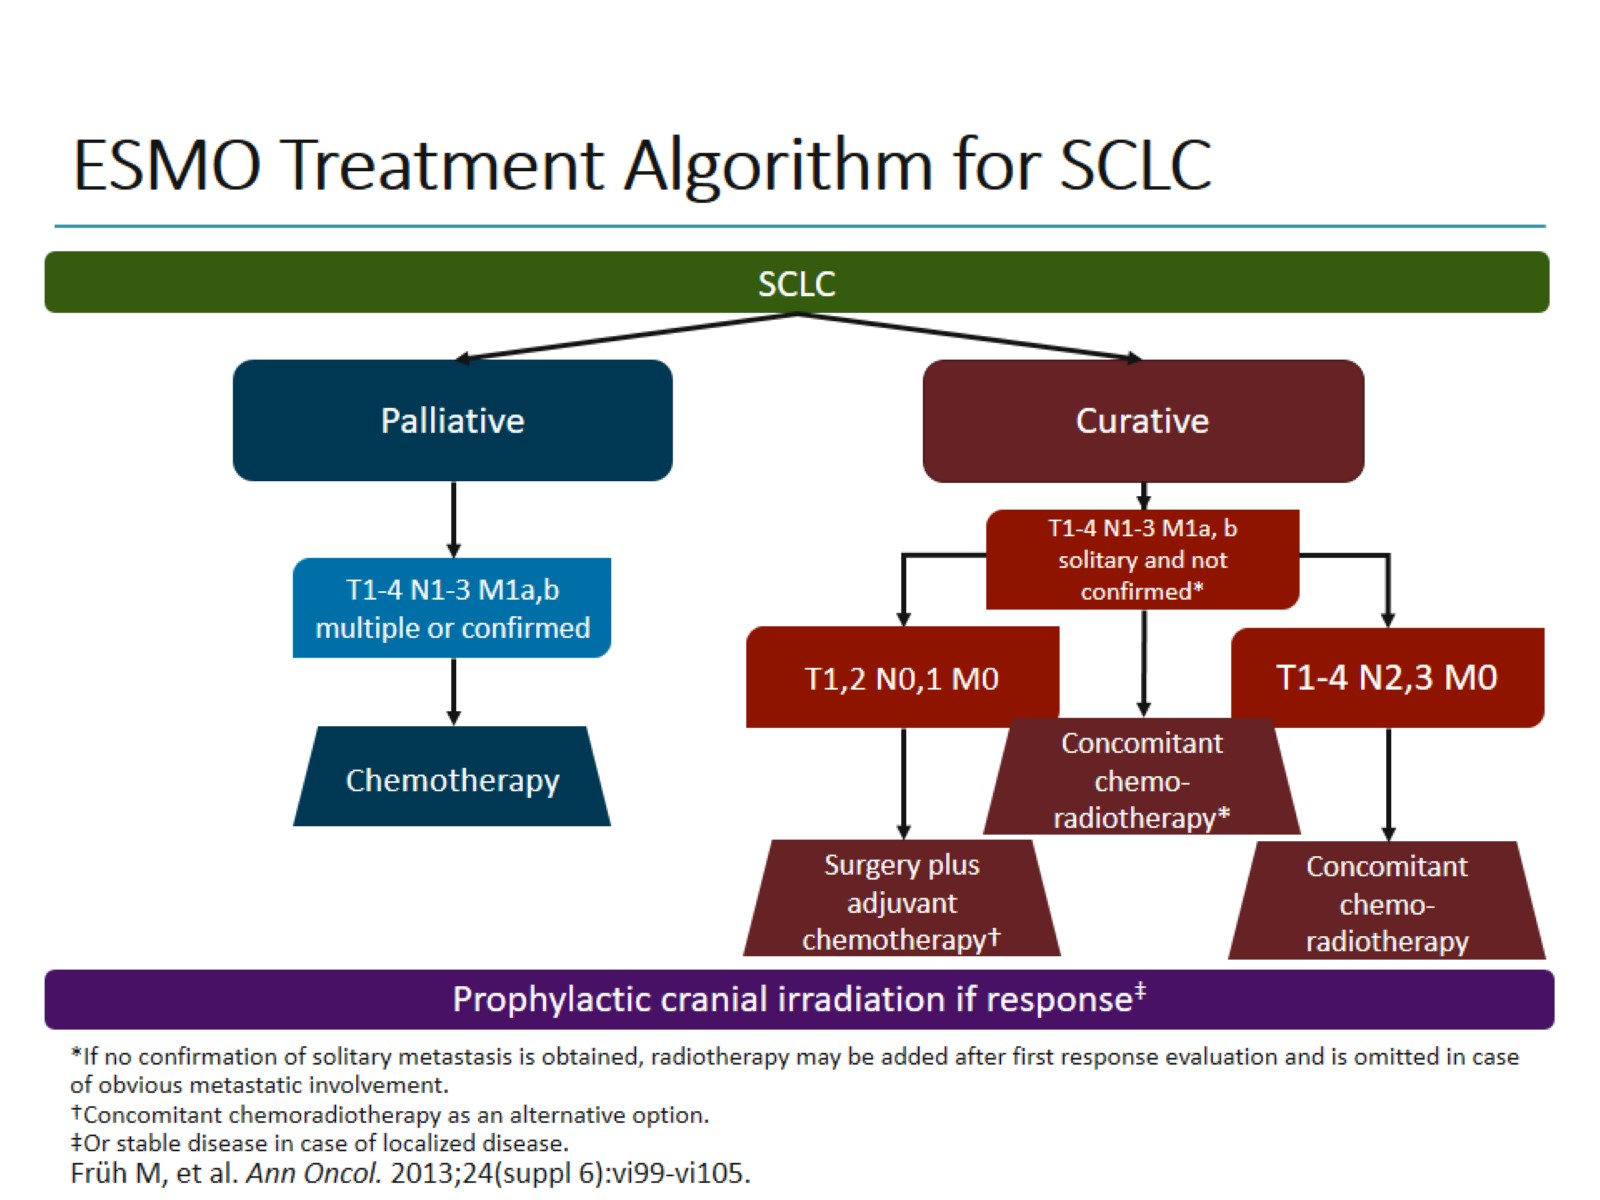 ESMO Treatment Algorithm for SCLC
SCLC
Palliative
Curative
T1-4 N1-3 M1a,b
multiple or confirmed
Chemotherapy
T1-4 N1-3 M1a, b
solitary and not
confirmed*
T1,2 N0,1 M0
T1-4 N2,3 M0
Concomitant
chemo-
radiotherapy*
Surgery plus
adjuvant
chemotherapy†
Concomitant
chemo-
radiotherapy
Prophylactic cranial irradiation if response‡
*If no confirmation of solitary metastasis is obtained, radiotherapy may be added after first response evaluation and is omitted in case
of obvious metastatic involvement.
†Concomitant chemoradiotherapy as an alternative option.
‡Or stable disease in case of localized disease.
Früh M, et al. Ann Oncol. 2013;24(suppl 6):vi99-vi105.